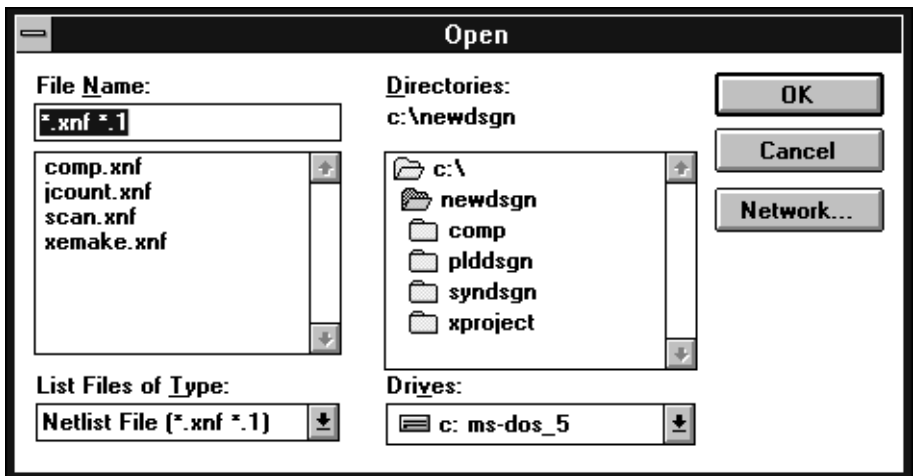 Open
File Name:
*.xnf *.1
comp.xnf
jcount.xnf
scan.xnf
xemake.xnf
List Files of Type:
Netlist File (*.xnf *.1)
Directories:
c:\newdsgn
c:\
newdsgn
comp
plddsgn
syndsgn
xproject
Drives:
c: ms-dos_5
OK
Cancel
Network...